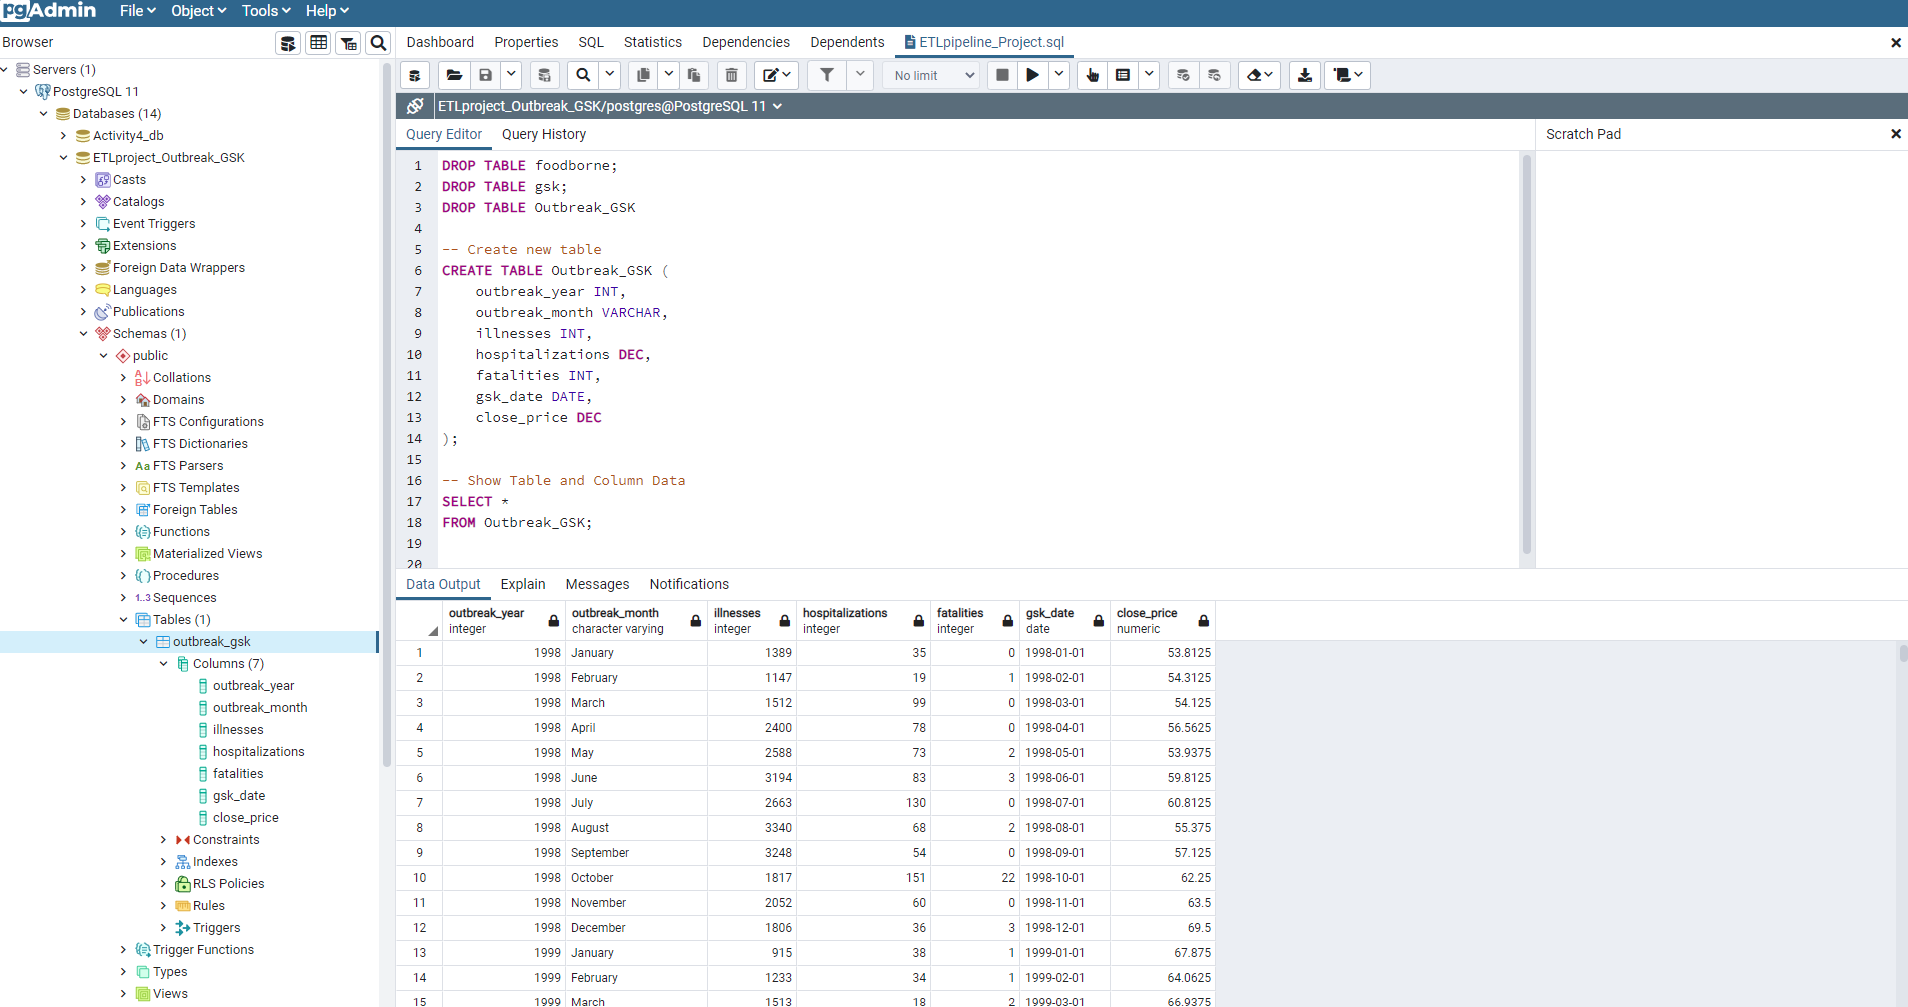 pgAdmin File Object Tools Help
Browser
Servers (1)
PostgreSQL 11
Databases (14)
Activity4_db
ETLproject_Outbreak_GSK
Casts
Catalogs
Event Triggers
Extensions
Foreign Data Wrappers
Languages
Publications
Schemas (1)
public
Collations
Domains
FTS Configurations
FTS Dictionaries
Aa FTS Parsers
FTS Templates
Foreign Tables
Functions
Materialized Views
Procedures
1..3 Sequences
Tables (1)
outbreak_gsk
Columns (7)
outbreak_year
outbreak_month
illnesses
hospitalizations
fatalities
gsk_date
close_price
Constraints
Indexes
RLS Policies
Rules
Triggers
Trigger Functions
Types
Views
Dashboard Properties SQL Statistics Dependencies Dependents ETLpipeline_Project.sql
No limit
ETLproject_Outbreak_GSK/postgres@PostgreSQL 11
Query Editor Query History
Scratch Pad
1 DROP TABLE foodborne;
2 DROP TABLE gsk;
3 DROP TABLE Outbreak_GSK
4
5 -- Create new table
6 CREATE TABLE Outbreak_GSK (
7 outbreak_year INT,
8 outbreak_month VARCHAR,
9 illnesses INT,
10 hospitalizations DEC,
11 fatalities INT,
12 gsk_date DATE,
13 close_price DEC
14 );
15
16 -- Show Table and Column Data
17 SELECT *
18 FROM Outbreak_GSK;
19
20
Data Output Explain Messages Notifications
outbreak_year outbreak_month illnesses hospitalizations fatalities gsk_date close_price
integer character varying integer integer integer date numeric
1 1998 January 1389 35 0 1998-01-01 53.8125
2 1998 February 1147 19 1 1998-02-01 54.3125
3 1998 March 1512 99 0 1998-03-01 54.125
4 1998 April 2400 78 0 1998-04-01 56.5625
5 1998 May 2588 73 2 1998-05-01 53.9375
6 1998 June 3194 83 3 1998-06-01 59.8125
7 1998 July 2663 130 0 1998-07-01 60.8125
8 1998 August 3340 68 2 1998-08-01 55.375
9 1998 September 3248 54 0 1998-09-01 57.125
10 1998 October 1817 151 22 1998-10-01 62.25
11 1998 November 2052 60 0 1998-11-01 63.5
12 1998 December 1806 36 3 1998-12-01 69.5
13 1999 January 915 38 1 1999-01-01 67.875
14 1999 February 1233 34 1 1999-02-01 64.0625
15 1999 March 1513 18 2 1999-03-01 66.9375